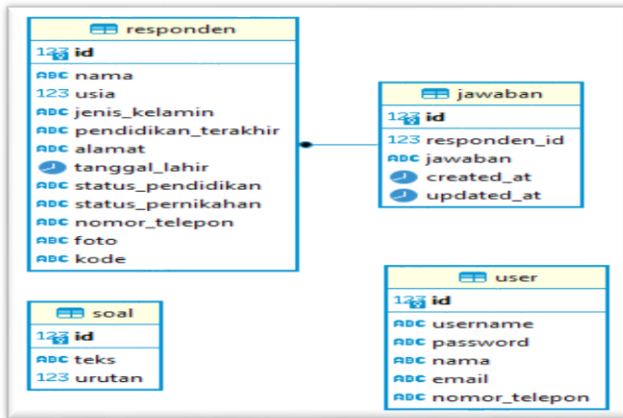 responden
123 id
ABC nama
123 usia
ABC jenis_kelamin
ABC pendidikan_terakhir
ABC alamat
tanggal_lahir
ABC status_pendidikan
ABC status_pernikahan
ABC nomor_telepon
ABC foto
ABC kode
jawaban
123 id
123 responden_id
ABC jawaban
created_at
updated_at
soal
123 id
ABC teks
123 urutan
user
123 id
ABC username
ABC password
ABC nama
ABC email
ABC nomor_telepon